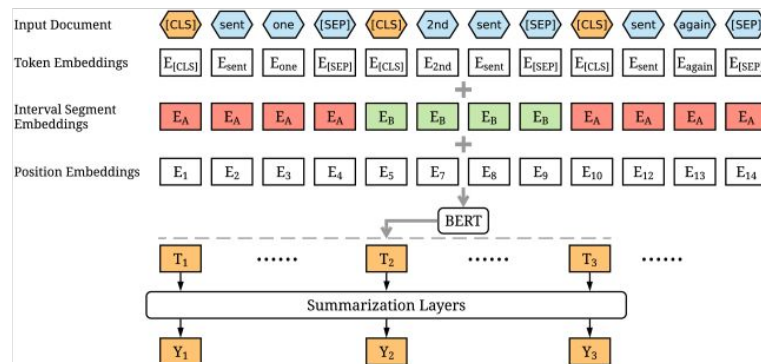 Input Document [CLS] sent one [SEP] [CLS] 2nd sent [SEP] [CLS] sent again [SEP]
Token Embeddings E[CLS] Esent Eone E[SEP] E[CLS] E2nd Esent E[SEP] E[CLS] Esent Eagain E[SEP]
+
Interval Segment
Embeddings EA EA EA EA EB EB EB EB EA EA EA EA
+
Position Embeddings E1 E2 E3 E4 E5 E7 E8 E9 E10 E12 E13 E14
BERT
T1 ...... T2 ...... T3 ......
Summarization Layers
Y1 Y2 Y3